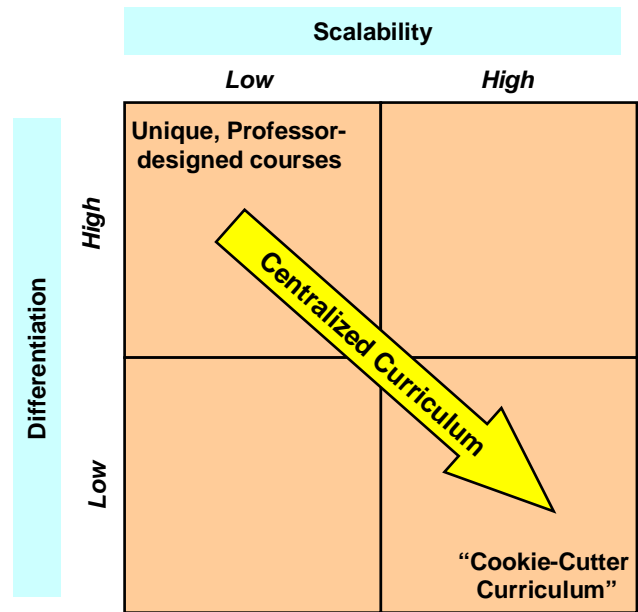 Scalability
Low
High
Unique, Professor-
designed courses
Differentiation
High
Centralized Curriculum
Low
“Cookie-Cutter
Curriculum”